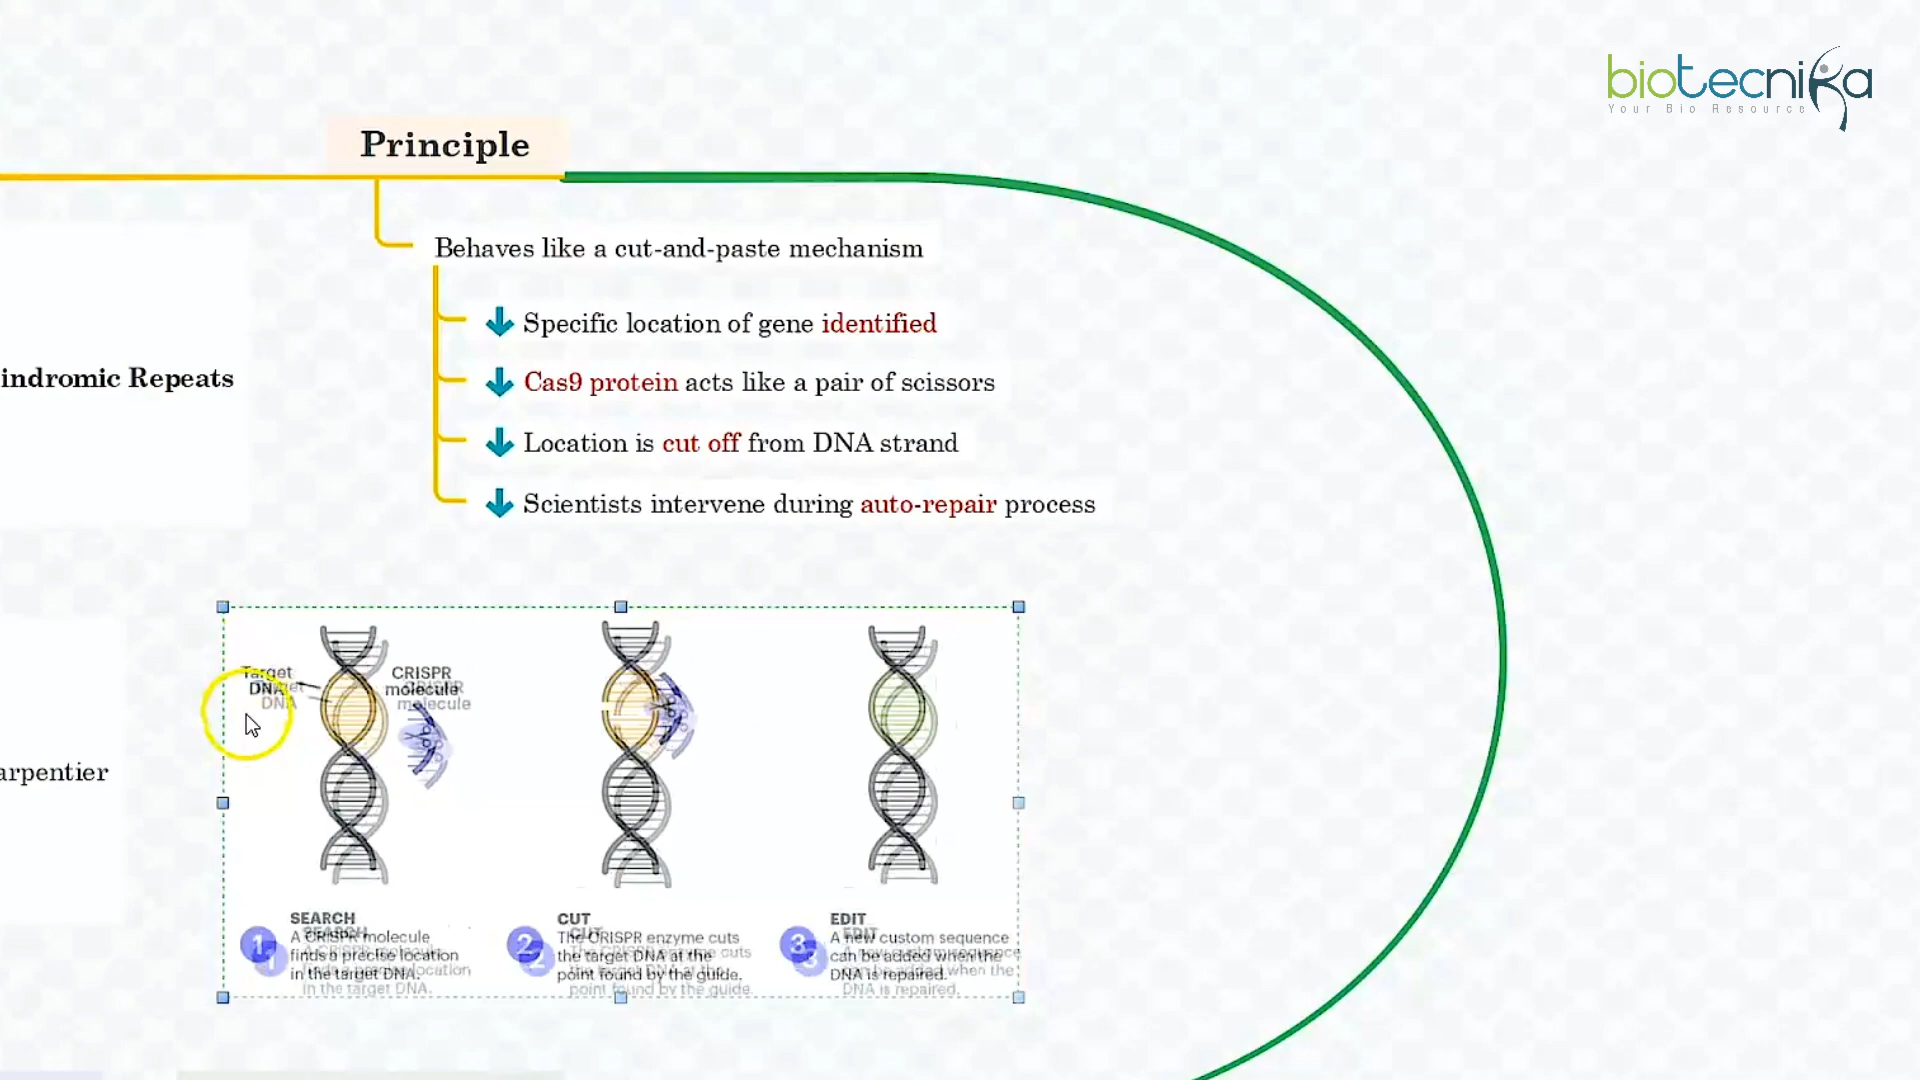 biotecnika
Your Bio Resource
Principle
Behaves like a cut-and-paste mechanism
Specific location of gene identified
Cas9 protein acts like a pair of scissors
indromic Repeats
Location is cut off from DNA strand
Scientists intervene during auto-repair process
Target
DNA
CRISPR
molecule
arpentier
1
SEARCH
A CRISPR molecule
finds a precise location
in the target DNA.
2
CUT
The CRISPR enzyme cuts
the target DNA at the
point found by the guide.
3
EDIT
A new custom sequence
can be added when the
DNA is repaired.